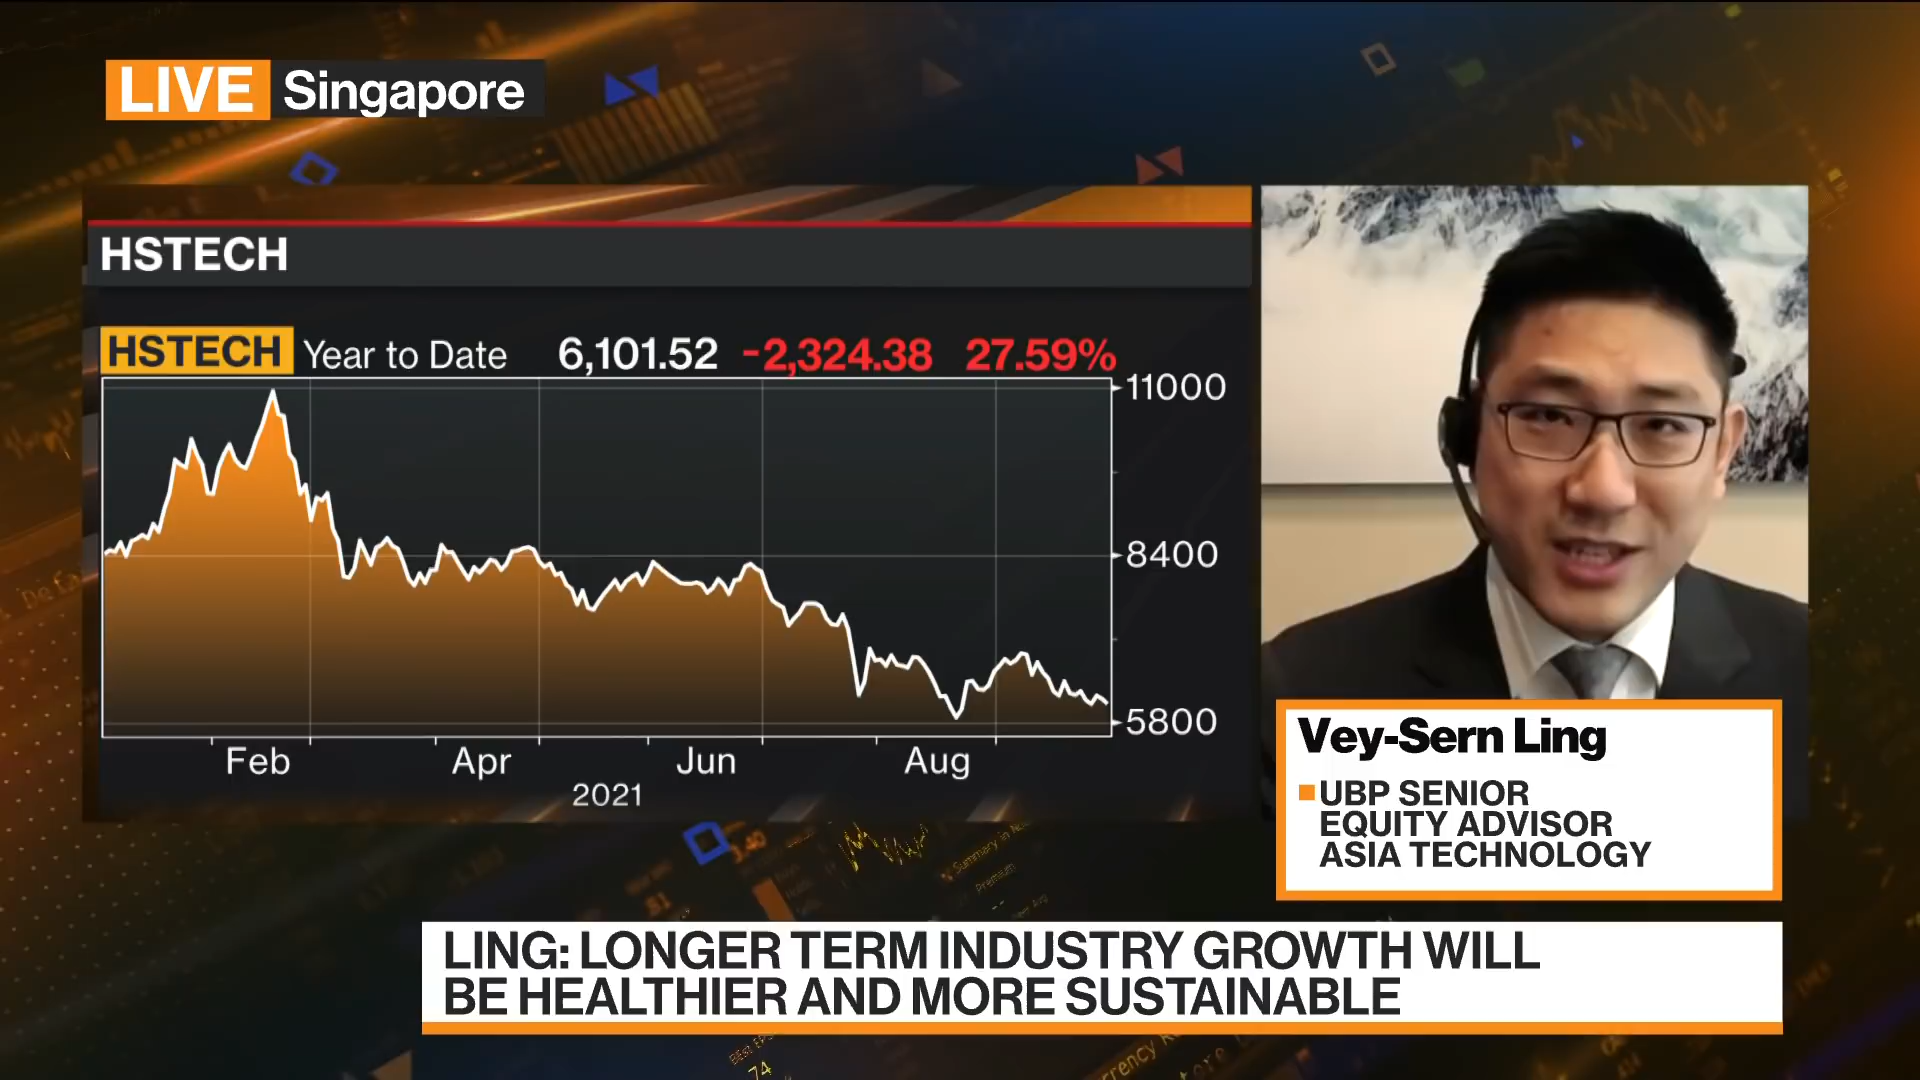 LIVE Singapore
HSTECH
HSTECH Year to Date 6,101.52 -2,324.38 27.59%
11000
8400
5800
Feb Apr Jun Aug
2021
Vey-Sern Ling
UBP SENIOR
EQUITY ADVISOR
ASIA TECHNOLOGY
LING: LONGER TERM INDUSTRY GROWTH WILL
BE HEALTHIER AND MORE SUSTAINABLE
74